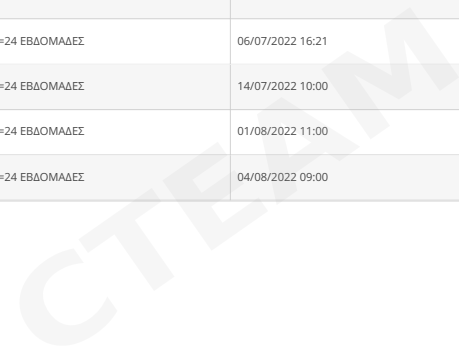 =24 ΕΒΔΟΜΑΔΕΣ 06/07/2022 16:21
=24 ΕΒΔΟΜΑΔΕΣ 14/07/2022 10:00
=24 ΕΒΔΟΜΑΔΕΣ 01/08/2022 11:00
=24 ΕΒΔΟΜΑΔΕΣ 04/08/2022 09:00
CTEAM